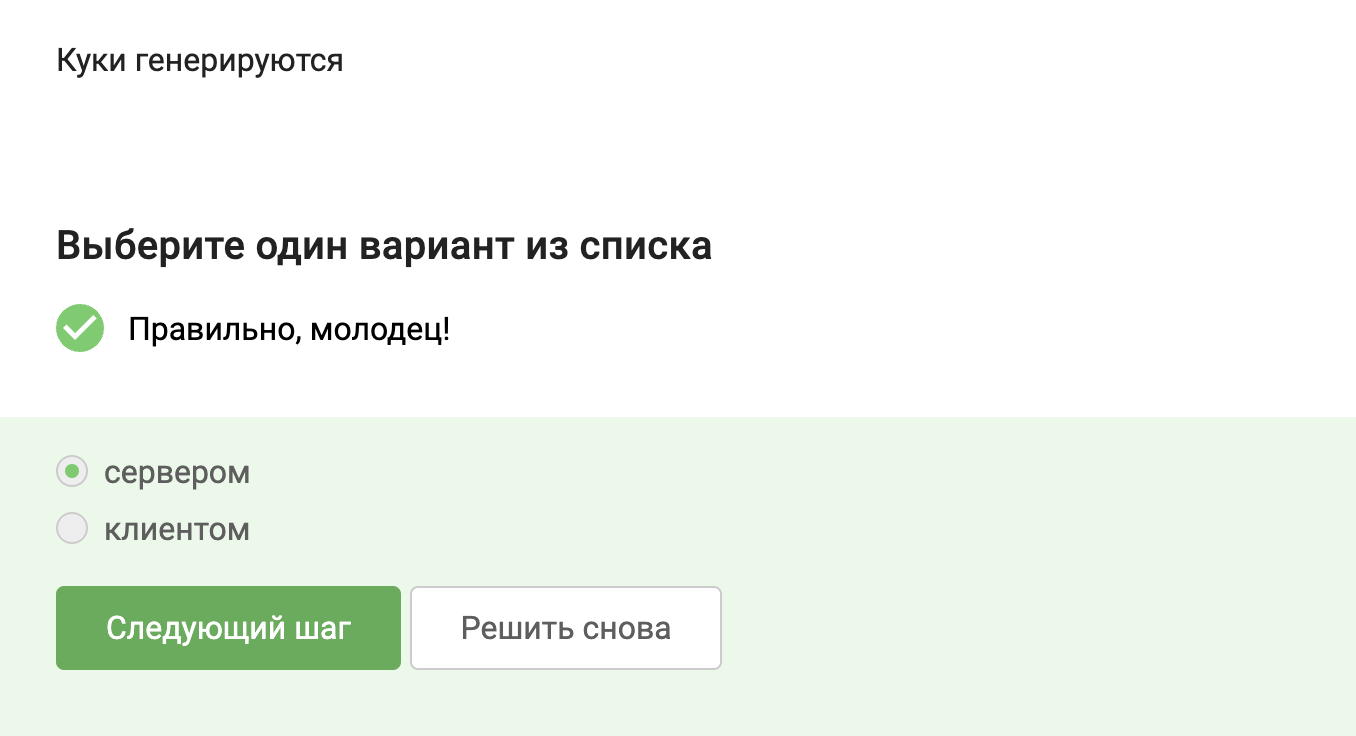 Куки генерируются
Выберите один вариант из списка
Правильно, молодец!
сервером
клиентом
Следующий шаг
Решить снова